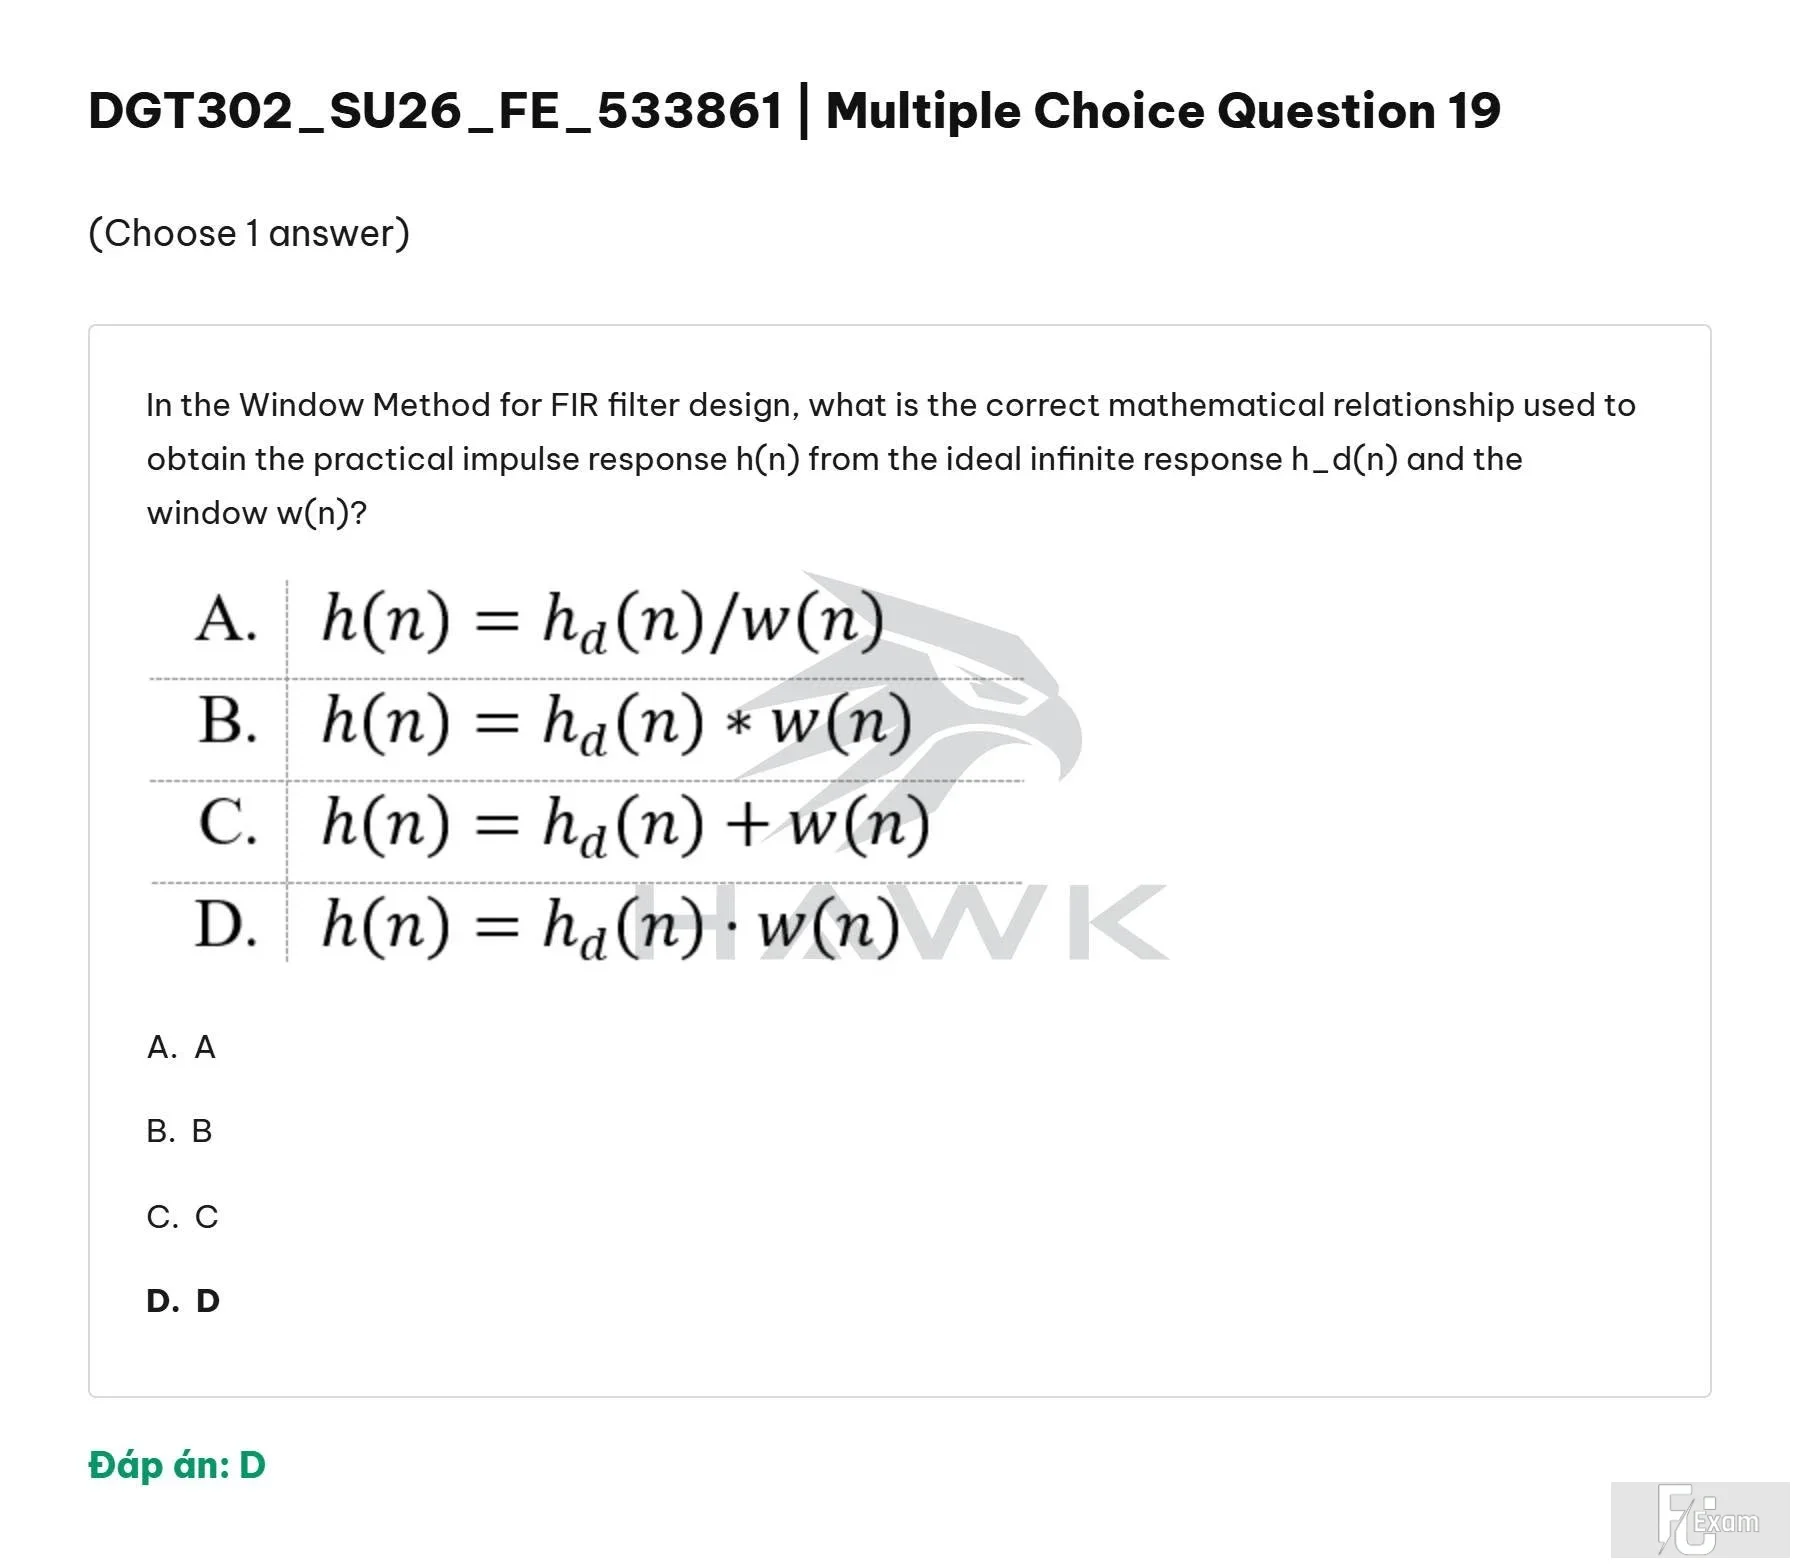 DGT302_SU26_FE_533861 | Multiple Choice Question 19
(Choose 1 answer)
In the Window Method for FIR filter design, what is the correct mathematical relationship used to
obtain the practical impulse response h(n) from the ideal infinite response h_d(n) and the
window w(n)?
A. h(n) = h_d(n)/w(n)
B. h(n) = h_d(n) * w(n)
C. h(n) = h_d(n) + w(n)
D. h(n) = h_d(n) · w(n)
HAWK
A. A
B. B
C. C
D. D
Đáp án: D
FU Exam